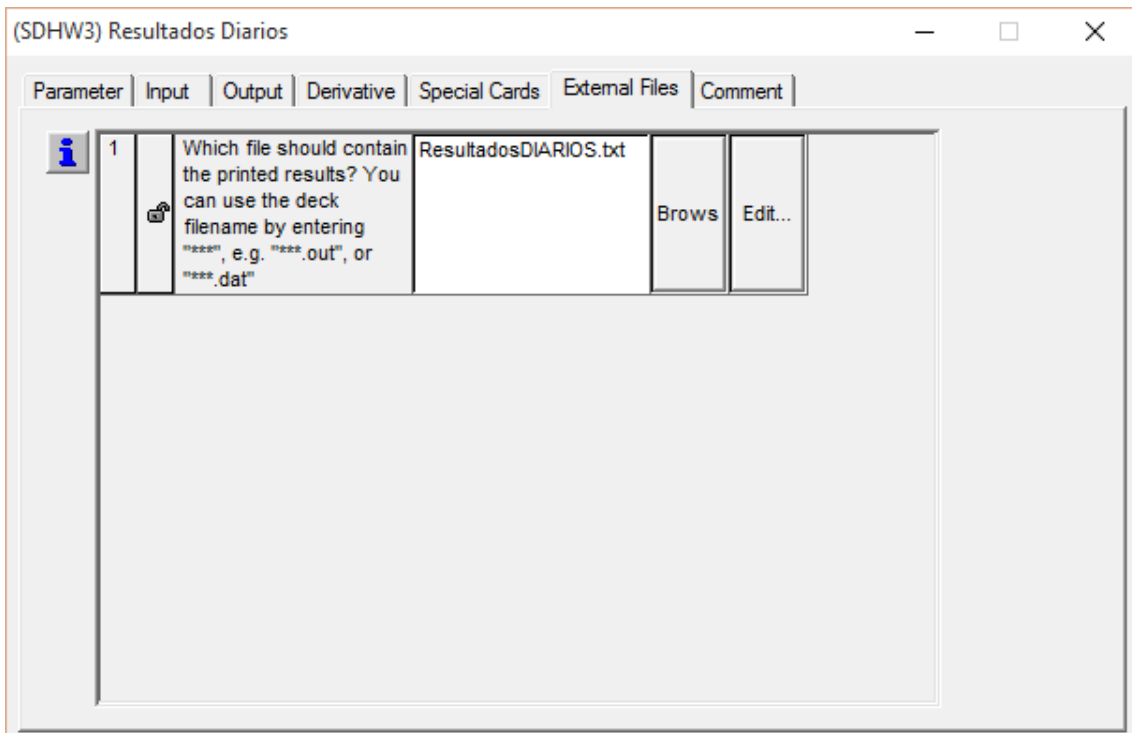 (SDHW3) Resultados Diarios
Parameter Input Output Derivative Special Cards External Files Comment
i
1
Which file should contain
the printed results? You
can use the deck
filename by entering
"***", e.g. "***.out", or
"***.dat"
ResultadosDIARIOS.txt
Brows
Edit...